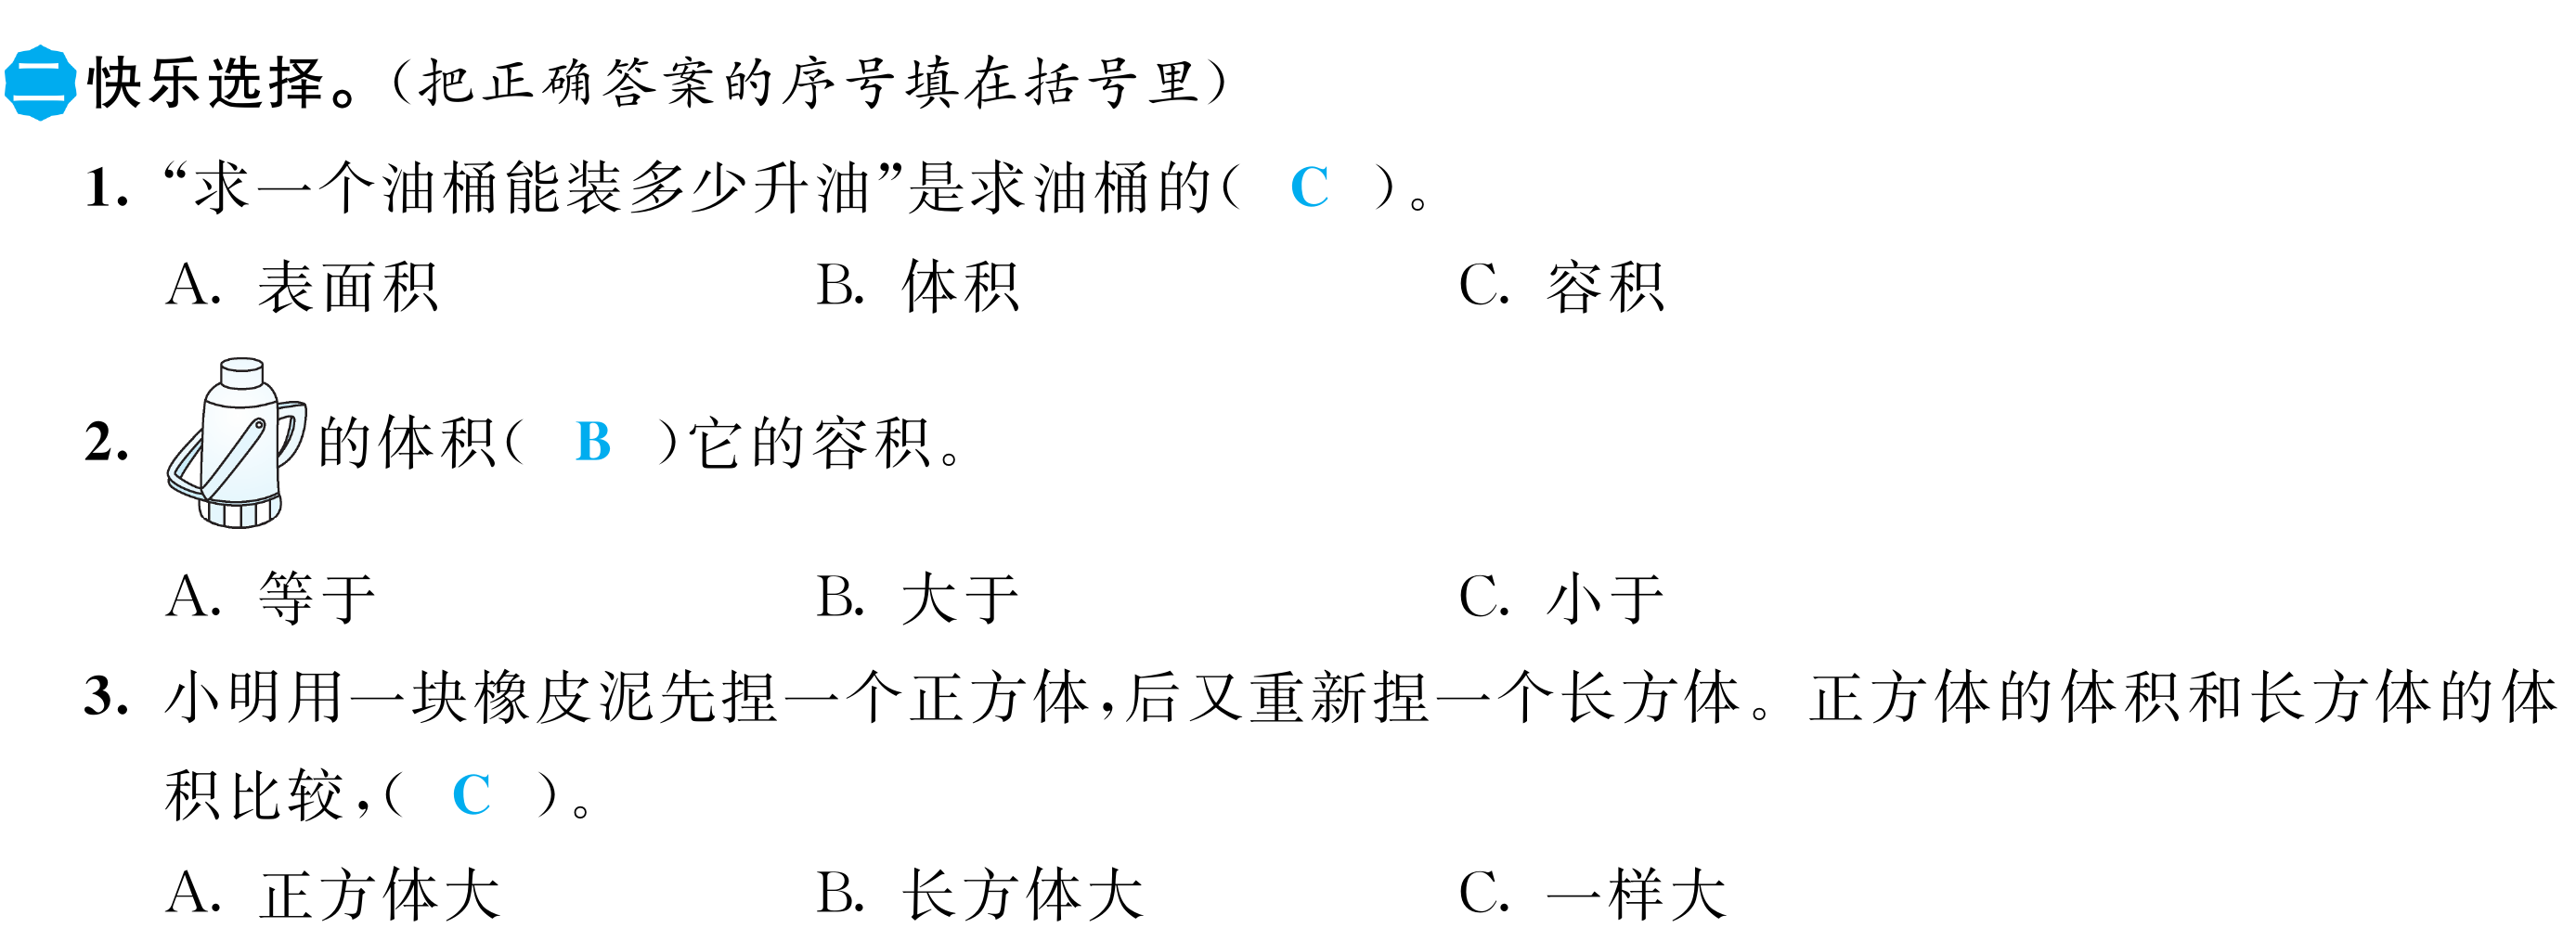 二 快乐选择。(把正确答案的序号填在括号里)
1. “求一个油桶能装多少升油”是求油桶的( C )。
A. 表面积 B. 体积 C. 容积
2. 的体积( B )它的容积。
A. 等于 B. 大于 C. 小于
3. 小明用一块橡皮泥先捏一个正方体,后又重新捏一个长方体。正方体的体积和长方体的体
积比较,( C )。
A. 正方体大 B. 长方体大 C. 一样大